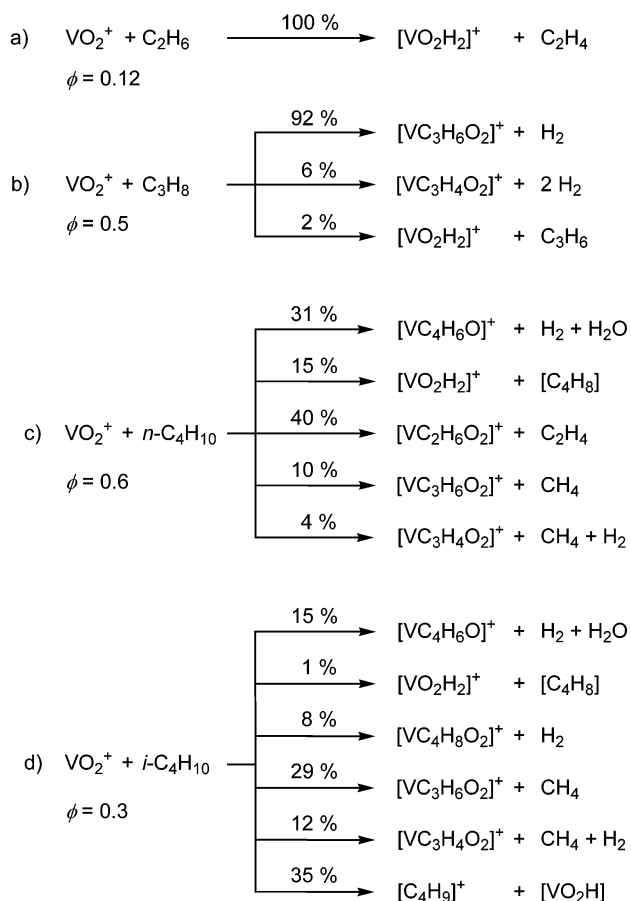 a) VO₂⁺ + C₂H₆ 100 % [VO₂H₂]⁺ + C₂H₄
ϕ = 0.12
92 % [VC₃H₆O₂]⁺ + H₂
b) VO₂⁺ + C₃H₈ 6 % [VC₃H₄O₂]⁺ + 2 H₂
ϕ = 0.5
2 % [VO₂H₂]⁺ + C₃H₆
31 % [VC₄H₆O]⁺ + H₂ + H₂O
15 % [VO₂H₂]⁺ + [C₄H₈]
c) VO₂⁺ + n-C₄H₁₀ 40 % [VC₂H₆O₂]⁺ + C₂H₄
ϕ = 0.6
10 % [VC₃H₆O₂]⁺ + CH₄
4 % [VC₃H₄O₂]⁺ + CH₄ + H₂
15 % [VC₄H₆O]⁺ + H₂ + H₂O
1 % [VO₂H₂]⁺ + [C₄H₈]
8 % [VC₄H₈O₂]⁺ + H₂
d) VO₂⁺ + i-C₄H₁₀
29 % [VC₃H₆O₂]⁺ + CH₄
ϕ = 0.3
12 % [VC₃H₄O₂]⁺ + CH₄ + H₂
35 % [C₄H₉]⁺ + [VO₂H]